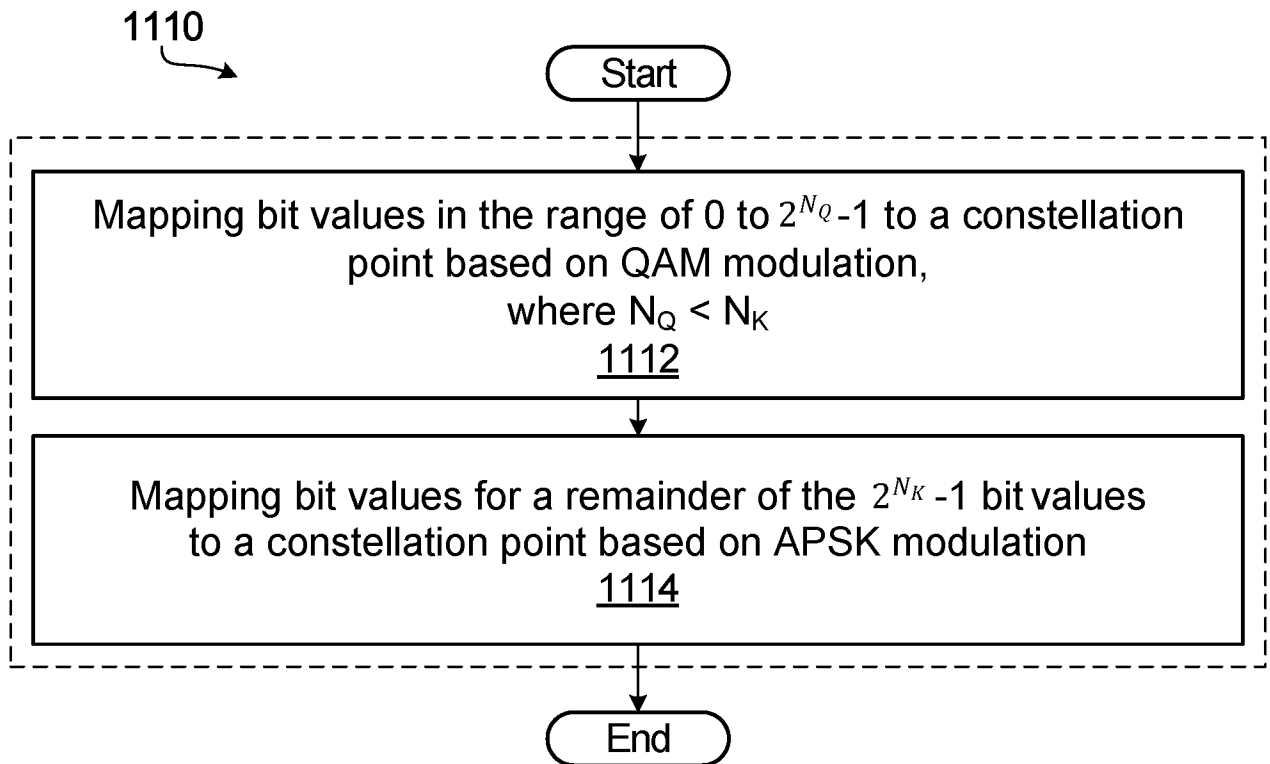 1110
Start
Mapping bit values in the range of 0 to 2^{N_Q} -1 to a constellation
point based on QAM modulation,
where N_Q < N_K
1112
Mapping bit values for a remainder of the 2^{N_K} -1 bit values
to a constellation point based on APSK modulation
1114
End